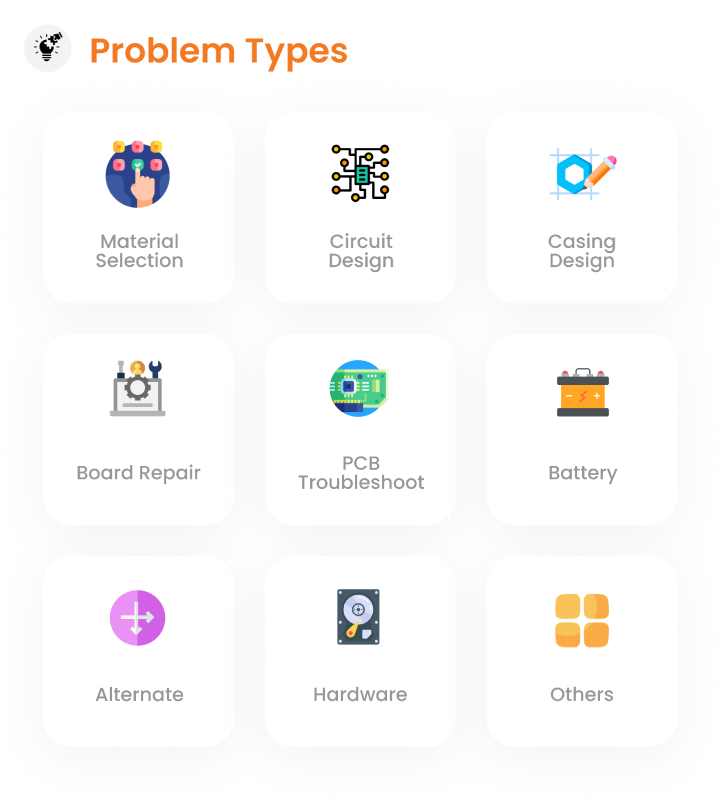 Problem Types
Material
Selection
Circuit
Design
Casing
Design
Board Repair
PCB
Troubleshoot
Battery
Alternate
Hardware
Others